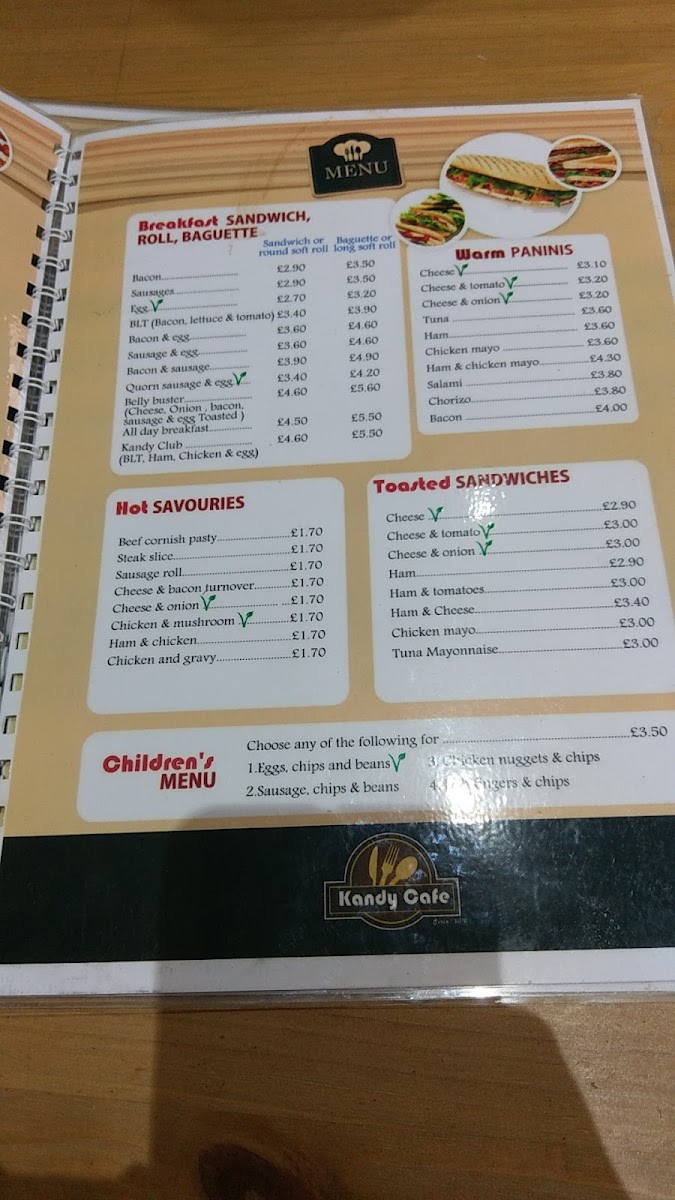 MENU
Breakfast SANDWICH,
ROLL, BAGUETTE
Sandwich or round soft roll Baguette or long soft roll
Bacon........................ £2.90 £3.50
Sausages........................ £2.90 £3.50
Egg V........................ £2.70 £3.20
BLT (Bacon, lettuce & tomato) £3.40 £3.90
Bacon & egg........................ £3.60 £4.60
Sausage & egg........................ £3.60 £4.60
Bacon & sausage........................ £3.90 £4.90
Quorn sausage & egg V... £3.40 £4.20
Belly buster........................ £4.60 £5.60
(Cheese, Onion , bacon,
sausage & egg Toasted )
All day breakfast............... £4.50 £5.50
Kandy Club ..................... £4.60 £5.50
(BLT, Ham, Chicken & egg)
Warm PANINIS
Cheese V ........................ £3.10
Cheese & tomato V ............... £3.20
Cheese & onion V ............... £3.20
Tuna ........................ £3.60
Ham........................ £3.60
Chicken mayo ........................ £3.60
Ham & chicken mayo............... £4.30
Salami ........................ £3.80
Chorizo........................ £3.80
Bacon ........................ £4.00
Hot SAVOURIES
Beef cornish pasty........................£1.70
Steak slice........................£1.70
Sausage roll........................£1.70
Cheese & bacon turnover............£1.70
Cheese & onion V ........................£1.70
Chicken & mushroom V ............£1.70
Ham & chicken........................£1.70
Chicken and gravy........................£1.70
Toasted SANDWICHES
Cheese V ........................£2.90
Cheese & tomato V ........................£3.00
Cheese & onion V ........................£3.00
Ham........................£2.90
Ham & tomatoes........................£3.00
Ham & Cheese........................£3.40
Chicken mayo........................£3.00
Tuna Mayonnaise........................£3.00
Children's
MENU
Choose any of the following for ........................£3.50
1.Eggs, chips and beans V 3. Chicken nuggets & chips
2.Sausage, chips & beans 4. fingers & chips
Kandy Cafe